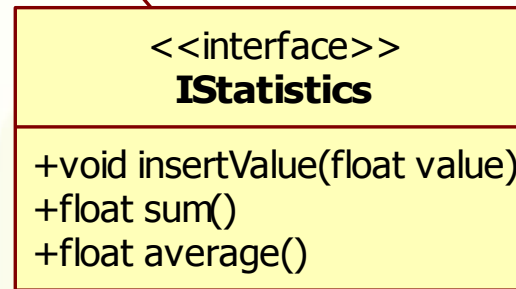 <<interface>>
IStatistics
+void insertValue(float value)
+float sum()
+float average()